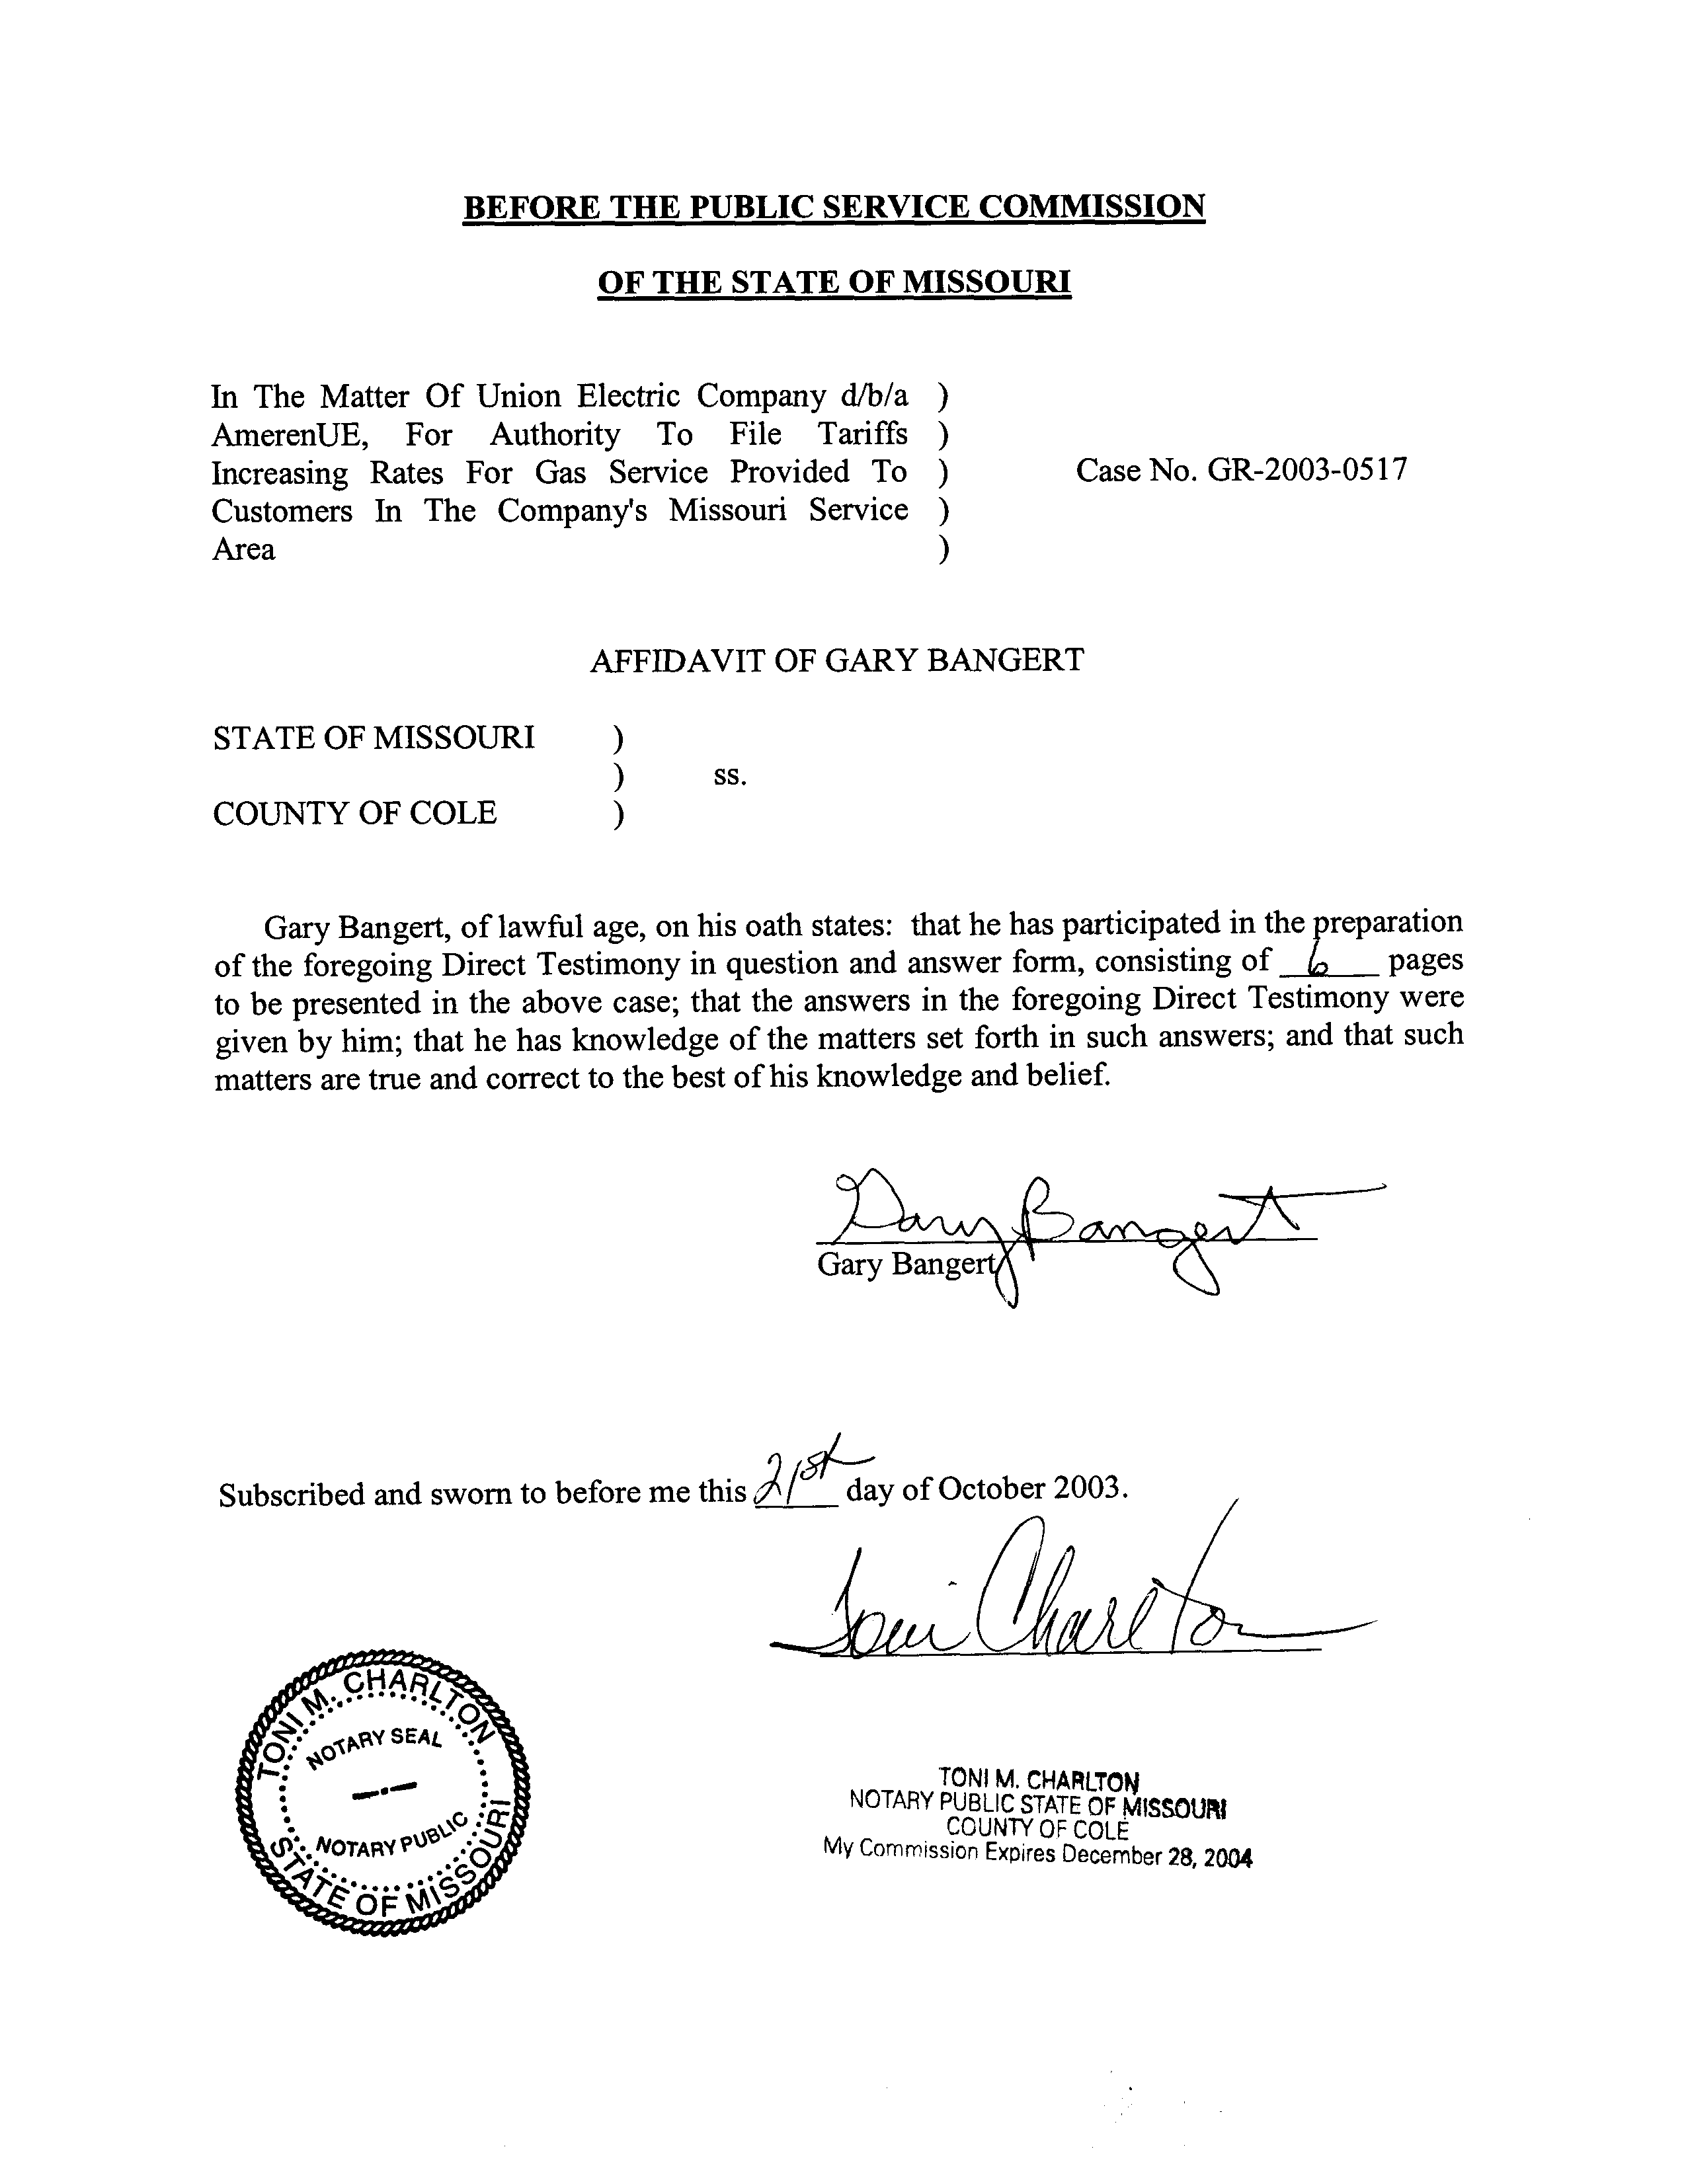 BEFORE THE PUBLIC SERVICE COMMISSION
OF THE STATE OF MISSOURI
In The Matter Of Union Electric Company d/b/a )
AmerenUE, For Authority To File Tariffs )
Increasing Rates For Gas Service Provided To ) Case No. GR-2003-0517
Customers In The Company's Missouri Service )
Area )
AFFIDAVIT OF GARY BANGERT
STATE OF MISSOURI )
) ss.
COUNTY OF COLE )
Gary Bangert, of lawful age, on his oath states: that he has participated in the preparation
of the foregoing Direct Testimony in question and answer form, consisting of 6 pages
to be presented in the above case; that the answers in the foregoing Direct Testimony were
given by him; that he has knowledge of the matters set forth in such answers; and that such
matters are true and correct to the best of his knowledge and belief.
Gary Bangert
Gary Bangert
Subscribed and sworn to before me this 21st day of October 2003.
Toni Charlton
TONI M. CHARLTON
NOTARY SEAL
NOTARY PUBLIC
STATE OF MISSOURI
TONI M. CHARLTON
NOTARY PUBLIC STATE OF MISSOURI
COUNTY OF COLE
My Commission Expires December 28, 2004